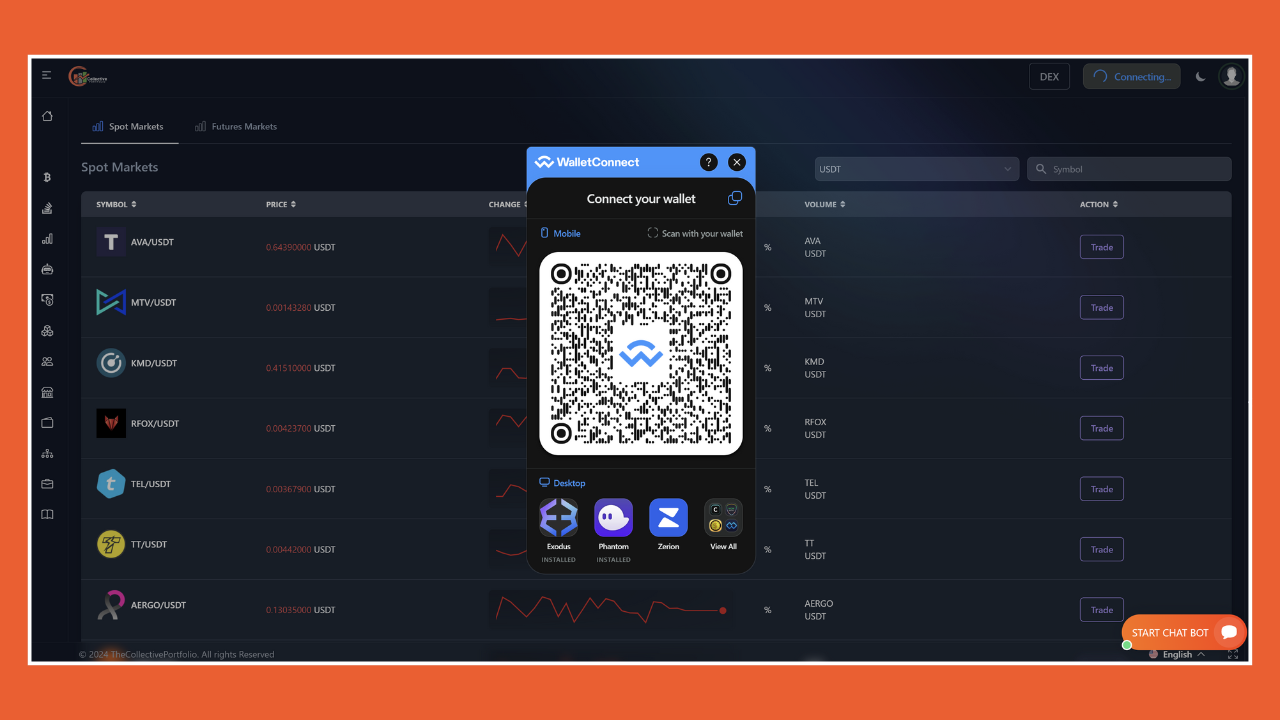 Collective
DEX
Connecting...
Spot Markets
Futures Markets
Spot Markets
USDT
Symbol
SYMBOL
PRICE
CHANGE
VOLUME
ACTION
AVA/USDT
0.64390000 USDT
%
AVA
USDT
Trade
MTV/USDT
0.00143280 USDT
%
MTV
USDT
Trade
KMD/USDT
0.41510000 USDT
%
KMD
USDT
Trade
RFOX/USDT
0.00423700 USDT
%
RFOX
USDT
Trade
TEL/USDT
0.00367900 USDT
%
TEL
USDT
Trade
TT/USDT
0.00442000 USDT
%
TT
USDT
Trade
AERGO/USDT
0.13035000 USDT
%
AERGO
USDT
Trade
WalletConnect
?
Connect your wallet
Mobile
Scan with your wallet
Desktop
Exodus
INSTALLED
Phantom
INSTALLED
Zerion
View All
START CHAT BOT
© 2024 TheCollectivePortfolio. All rights Reserved
English